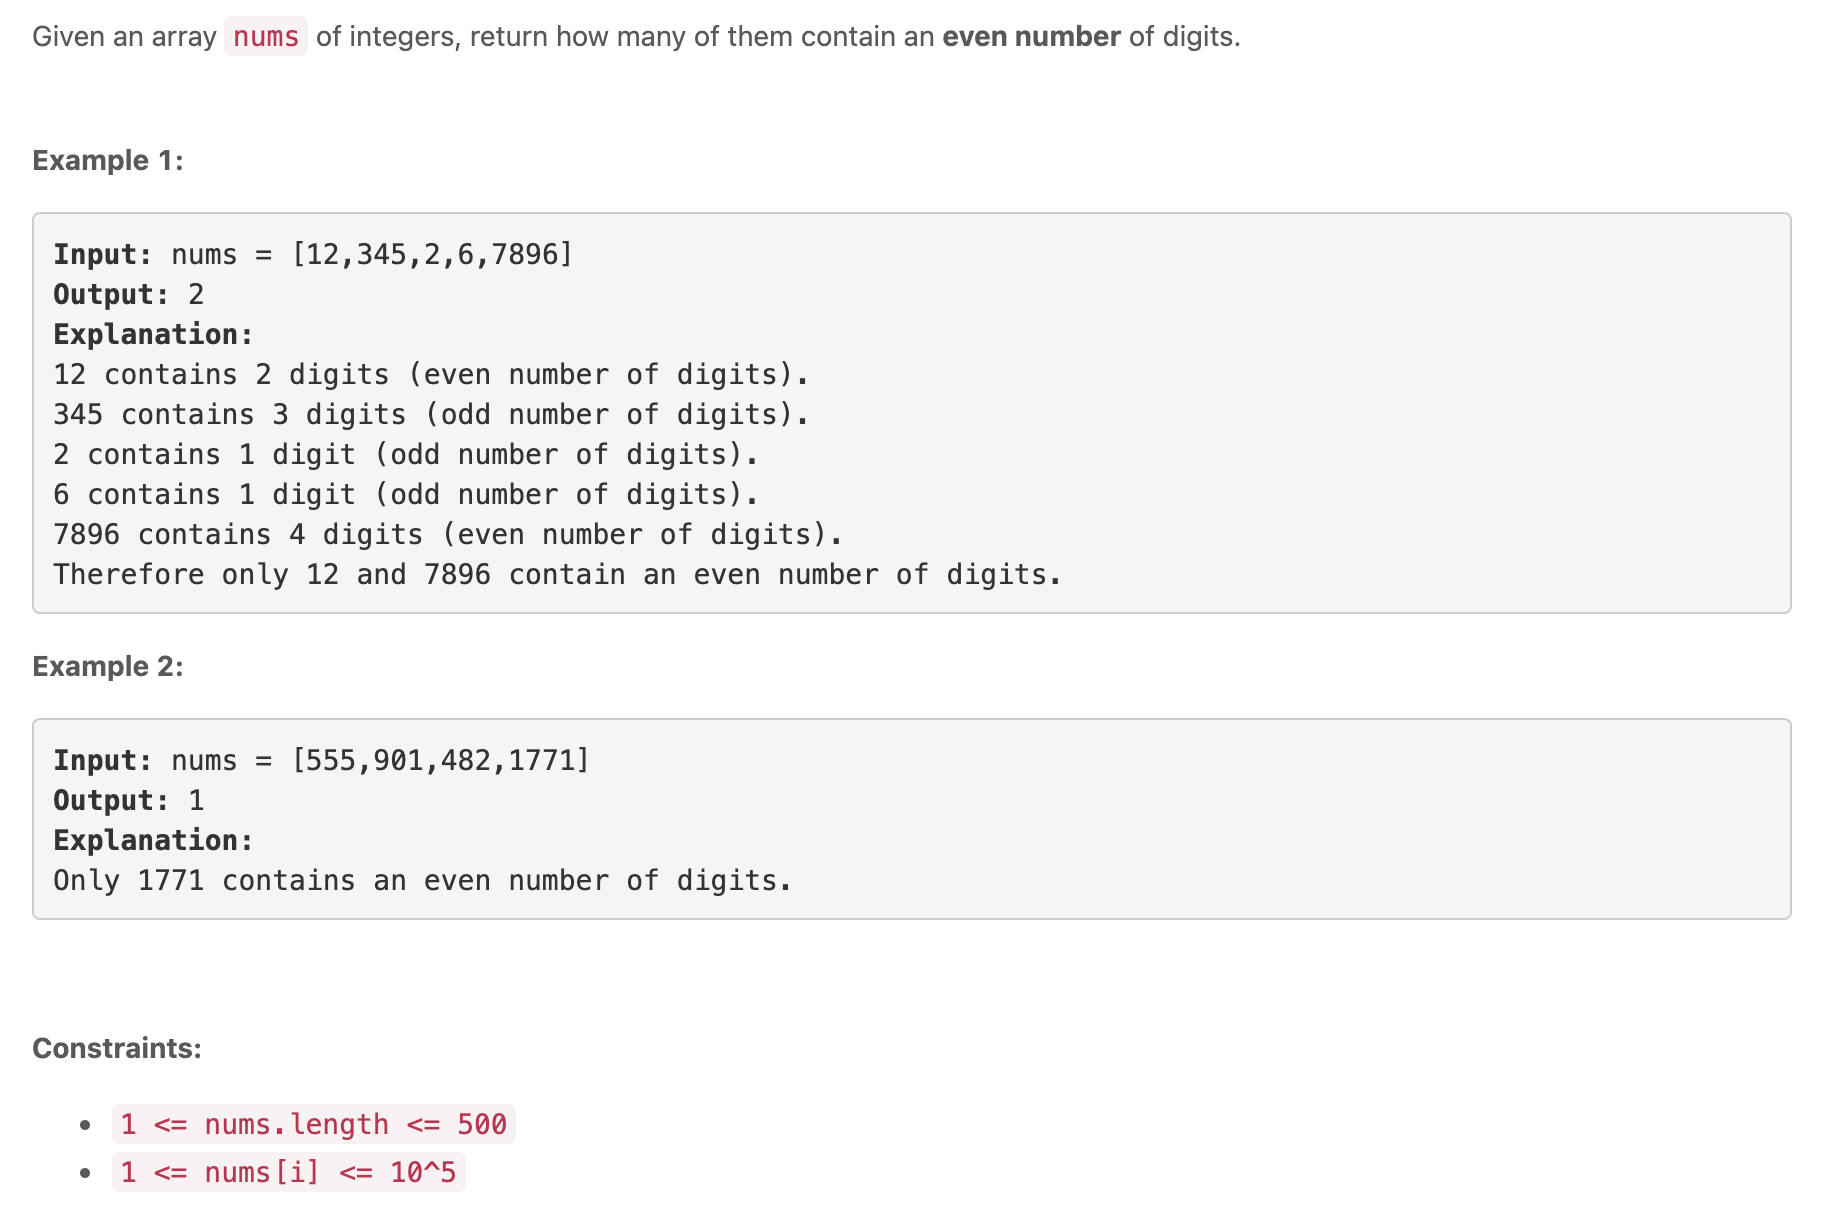 Given an array nums of integers, return how many of them contain an even number of digits.
Example 1:
Input: nums = [12,345,2,6,7896]
Output: 2
Explanation:
12 contains 2 digits (even number of digits).
345 contains 3 digits (odd number of digits).
2 contains 1 digit (odd number of digits).
6 contains 1 digit (odd number of digits).
7896 contains 4 digits (even number of digits).
Therefore only 12 and 7896 contain an even number of digits.
Example 2:
Input: nums = [555,901,482,1771]
Output: 1
Explanation:
Only 1771 contains an even number of digits.
Constraints:
• 1 <= nums.length <= 500
• 1 <= nums[i] <= 10^5